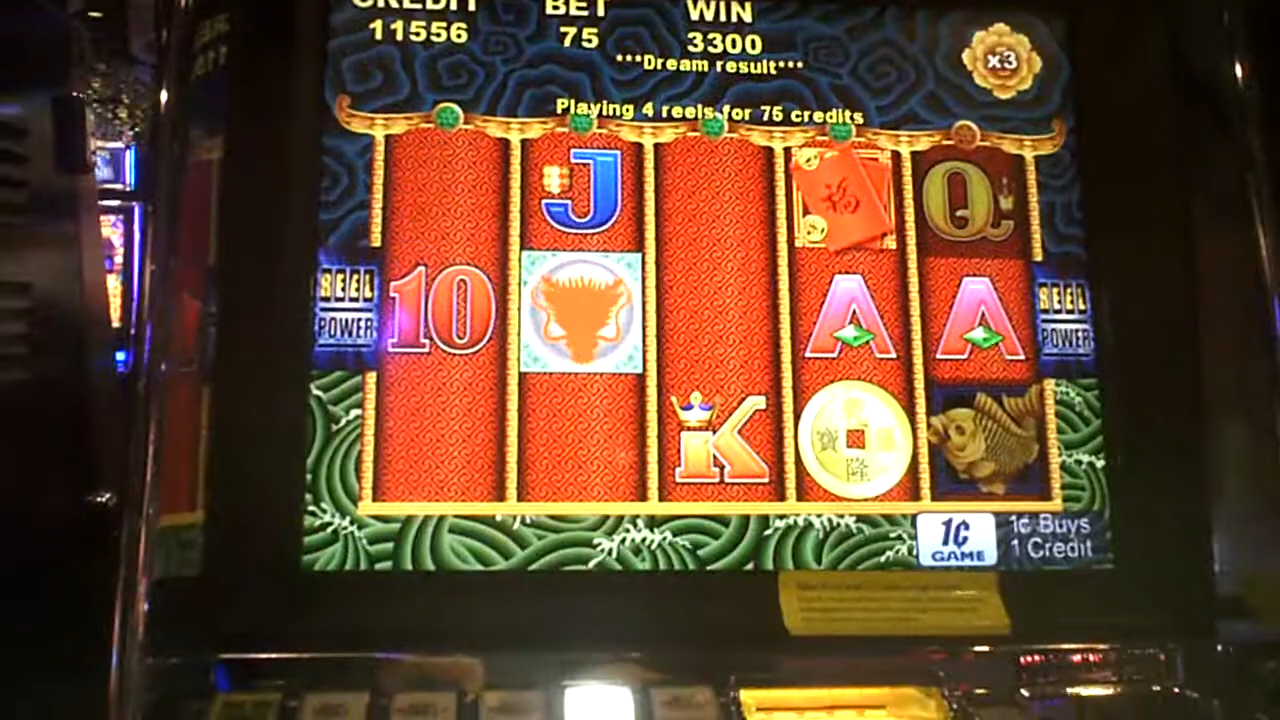 CREDIT BET WIN
11556 75 3300
***Dream result***
x3
Playing 4 reels for 75 credits
J
Q
REEL
POWER
10
A
A
REEL
POWER
K
1¢
GAME
1¢ Buys
1 Credit